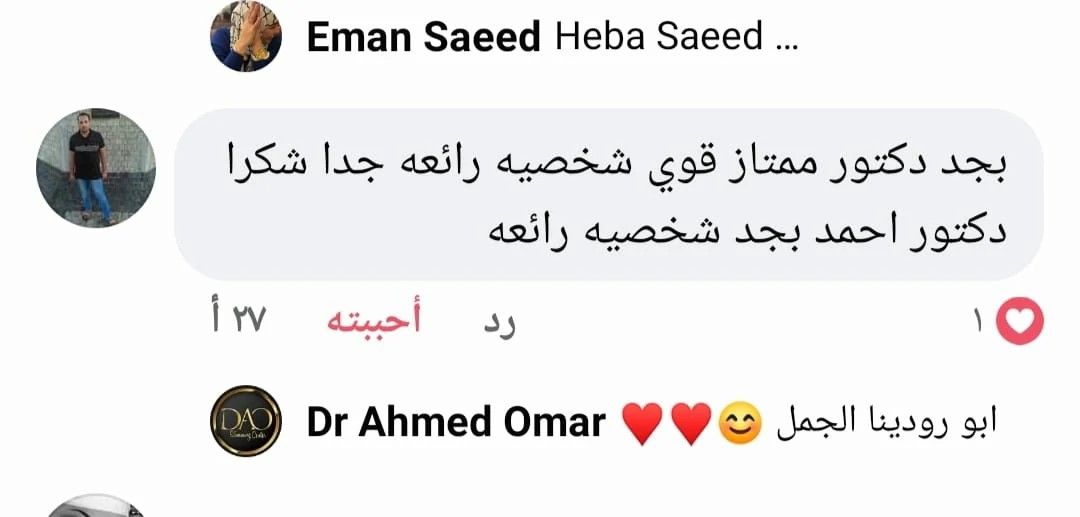 Eman Saeed Heba Saeed ...
بجد دكتور ممتاز قوي شخصيه رائعه جدا شكرا
دكتور احمد بجد شخصيه رائعه
٢٧ أ أحببته رد ١
DAO
Dr Ahmed Omar ❤️❤️😊 ابو رودينا الجمل